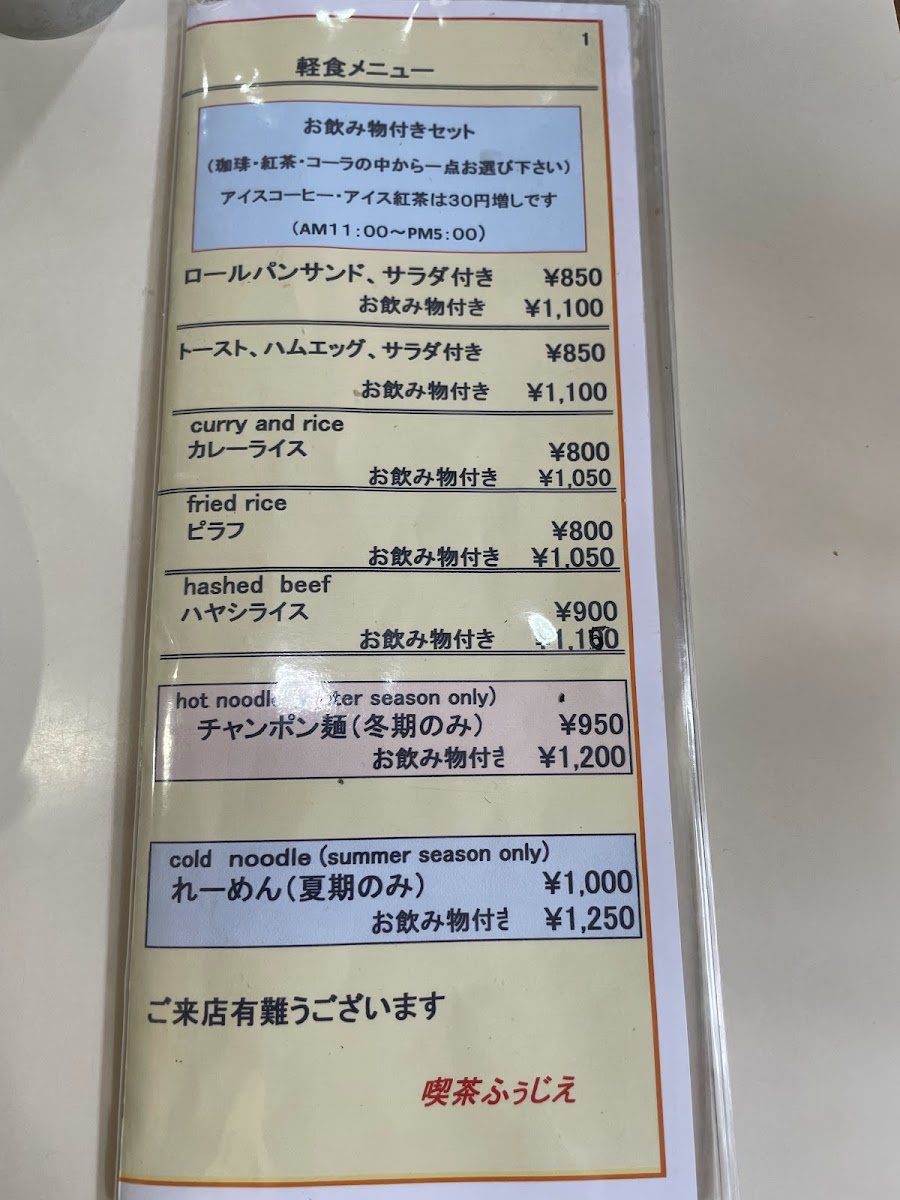 1
軽食メニュー
お飲み物付きセット
(珈琲・紅茶・コーラの中から一点お選び下さい)
アイスコーヒー・アイス紅茶は30円増しです
(AM11:00～PM5:00)
ロールパンサンド、サラダ付き ¥850
お飲み物付き ¥1,100
トースト、ハムエッグ、サラダ付き ¥850
お飲み物付き ¥1,100
curry and rice
カレーライス ¥800
お飲み物付き ¥1,050
fried rice
ピラフ ¥800
お飲み物付き ¥1,050
hashed beef
ハヤシライス ¥900
お飲み物付き ¥1,150
hot noodle season only)
チャンポン麺(冬期のみ) ¥950
お飲み物付き ¥1,200
cold noodle (summer season only)
れーめん(夏期のみ) ¥1,000
お飲み物付き ¥1,250
ご来店有難うございます
喫茶ふぅじえ